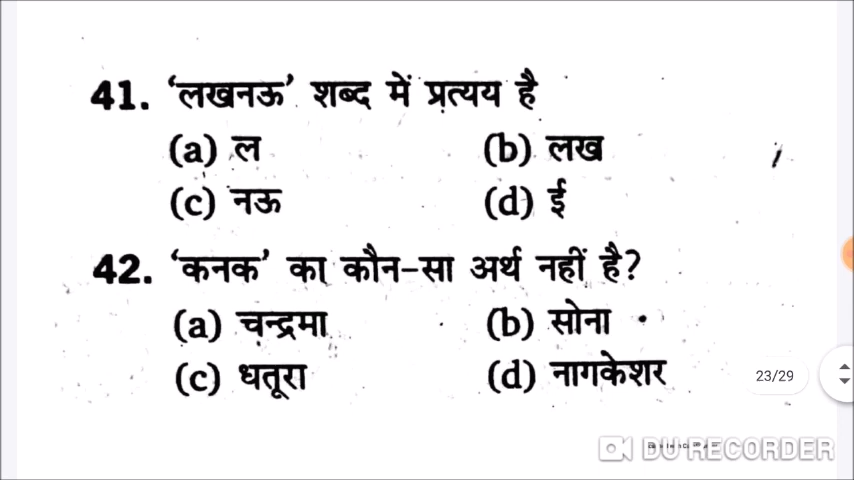 41. 'लखनऊ' शब्द में प्रत्यय है
(a) ल (b) लख
(c) नऊ (d) ई
42. 'कनक' का कौन-सा अर्थ नहीं है?
(a) चन्द्रमा (b) सोना
(c) धतूरा (d) नागकेशर
23/29
DU RECORDER